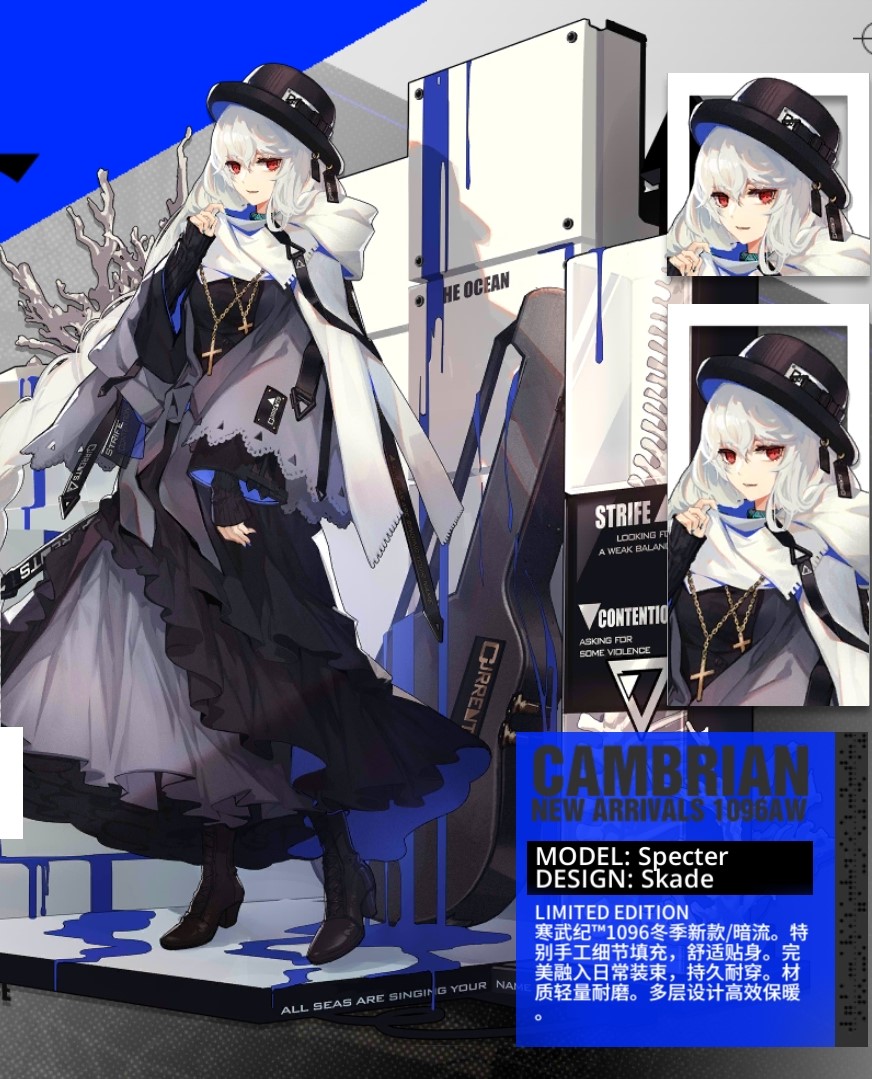 THE OCEAN
CURRENTS
STRIFE
CURRENTS
STRIFE
LOOKING FO
A WEAK BALANC
CONTENTIO
ASKING FOR
SOME VIOLENCE
CURRENT
CAMBRIAN
NEW ARRIVALS 1096AW
MODEL: Specter
DESIGN: Skade
LIMITED EDITION
寒武纪™1096冬季新款/暗流。特
别手工细节填充，舒适贴身。完
美融入日常装束，持久耐穿。材
质轻量耐磨。多层设计高效保暖
。
ALL SEAS ARE SINGING YOUR NAME